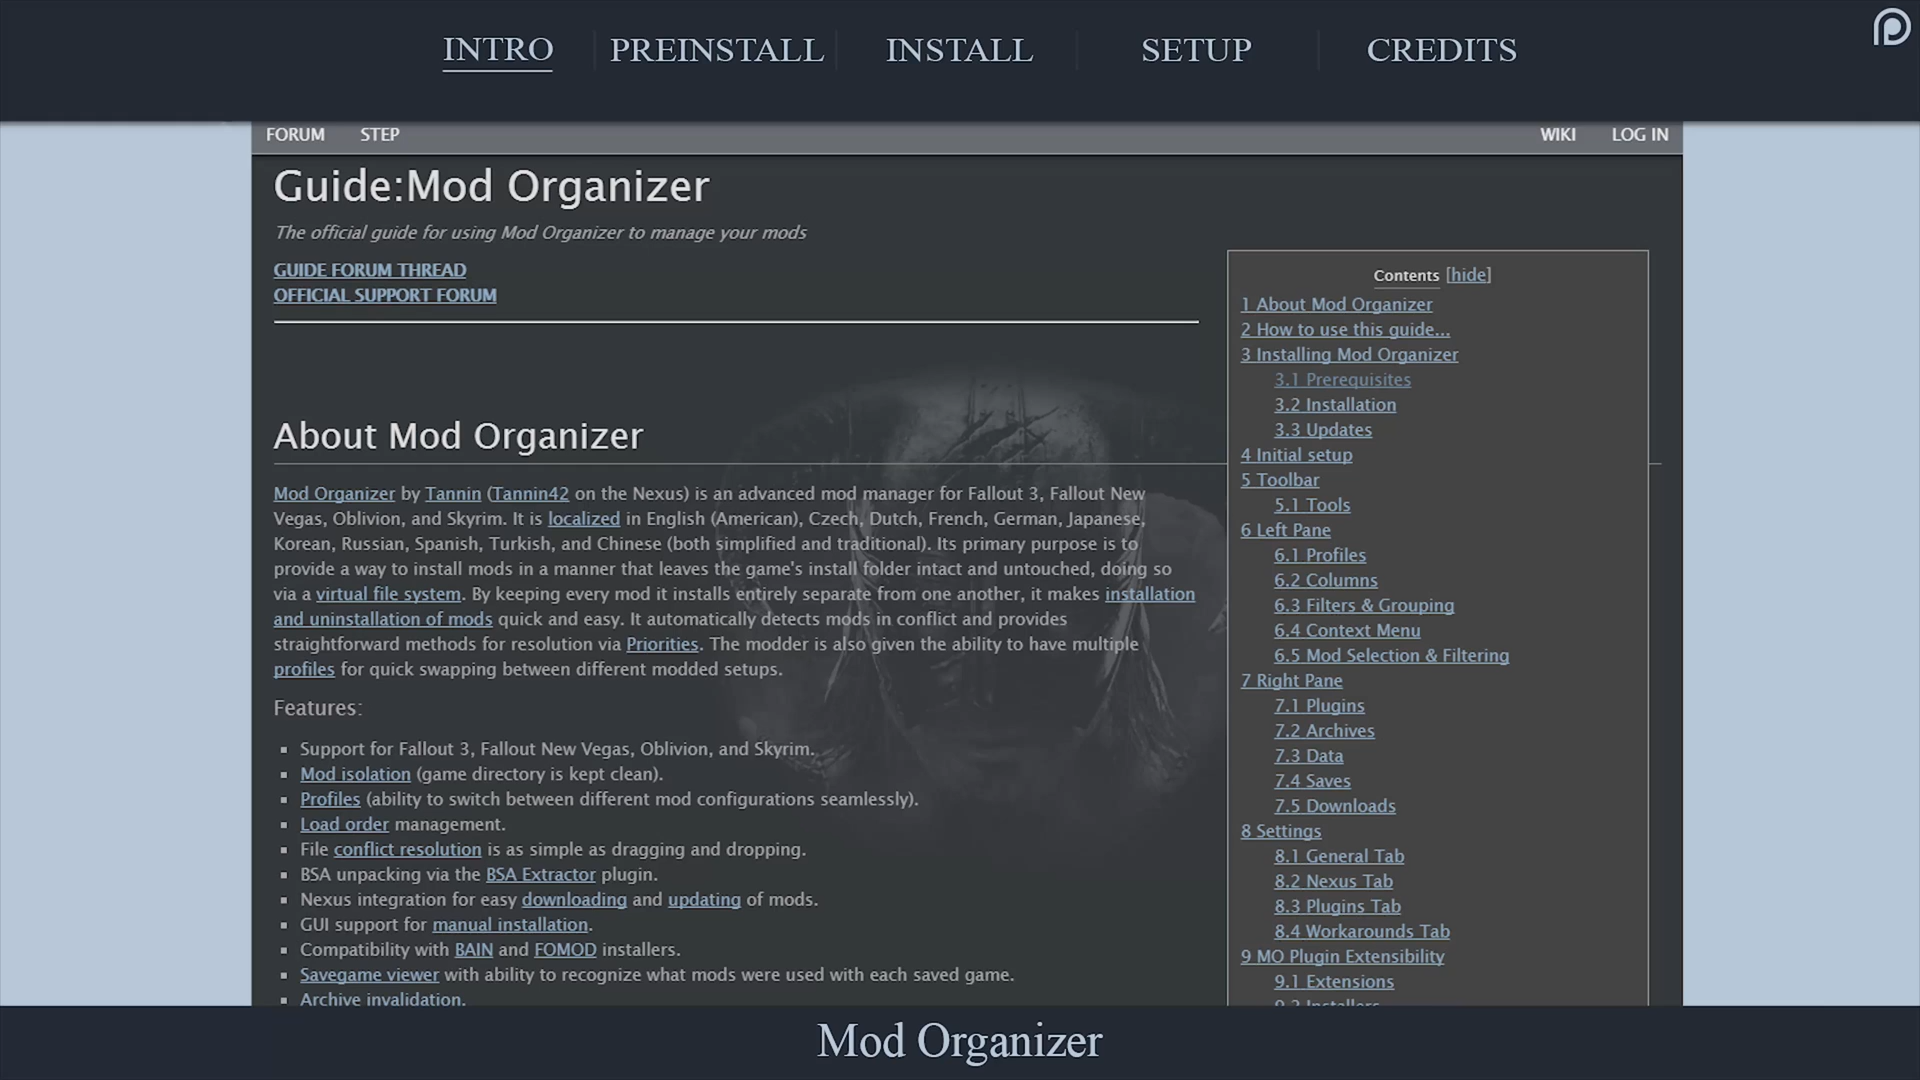 INTRO
PREINSTALL
INSTALL
SETUP
CREDITS
FORUM
STEP
WIKI
LOG IN
Guide:Mod Organizer
The official guide for using Mod Organizer to manage your mods
GUIDE FORUM THREAD
OFFICIAL SUPPORT FORUM
About Mod Organizer
Mod Organizer by Tannin (Tannin42 on the Nexus) is an advanced mod manager for Fallout 3, Fallout New
Vegas, Oblivion, and Skyrim. It is localized in English (American), Czech, Dutch, French, German, Japanese,
Korean, Russian, Spanish, Turkish, and Chinese (both simplified and traditional). Its primary purpose is to
provide a way to install mods in a manner that leaves the game's install folder intact and untouched, doing so
via a virtual file system. By keeping every mod it installs entirely separate from one another, it makes installation
and uninstallation of mods quick and easy. It automatically detects mods in conflict and provides
straightforward methods for resolution via Priorities. The modder is also given the ability to have multiple
profiles for quick swapping between different modded setups.
Features:
Support for Fallout 3, Fallout New Vegas, Oblivion, and Skyrim.
Mod isolation (game directory is kept clean).
Profiles (ability to switch between different mod configurations seamlessly).
Load order management.
File conflict resolution is as simple as dragging and dropping.
BSA unpacking via the BSA Extractor plugin.
Nexus integration for easy downloading and updating of mods.
GUI support for manual installation.
Compatibility with BAIN and FOMOD installers.
Savegame viewer with ability to recognize what mods were used with each saved game.
Archive invalidation.
Contents [hide]
1 About Mod Organizer
2 How to use this guide...
3 Installing Mod Organizer
3.1 Prerequisites
3.2 Installation
3.3 Updates
4 Initial setup
5 Toolbar
5.1 Tools
6 Left Pane
6.1 Profiles
6.2 Columns
6.3 Filters & Grouping
6.4 Context Menu
6.5 Mod Selection & Filtering
7 Right Pane
7.1 Plugins
7.2 Archives
7.3 Data
7.4 Saves
7.5 Downloads
8 Settings
8.1 General Tab
8.2 Nexus Tab
8.3 Plugins Tab
8.4 Workarounds Tab
9 MO Plugin Extensibility
9.1 Extensions
9.2 Installers
Mod Organizer